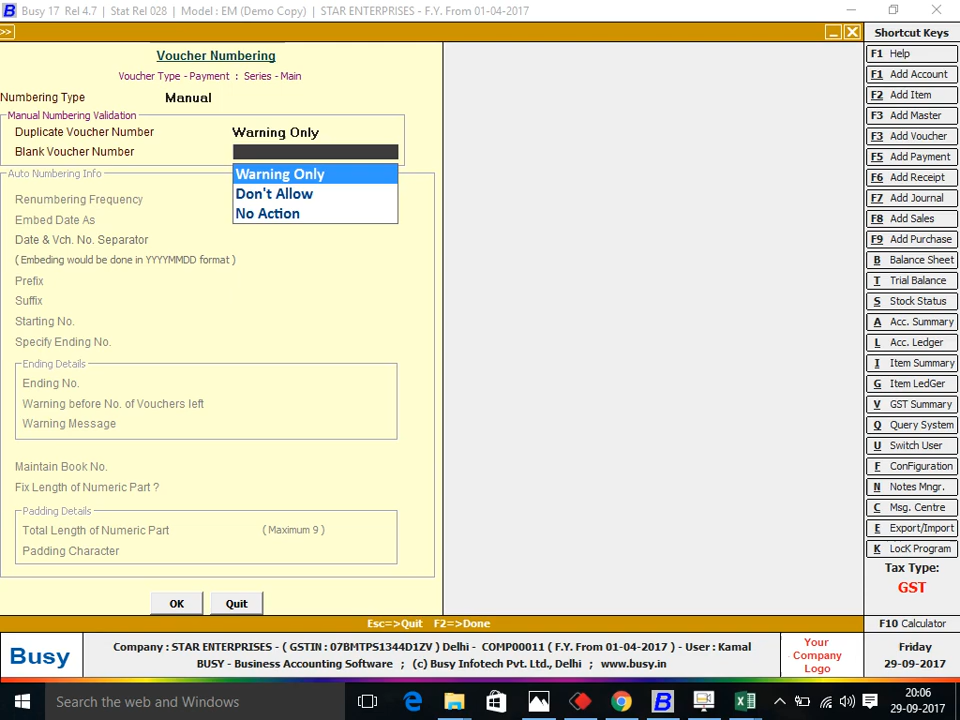 Busy 17 Rel 4.7 | Stat Rel 028 | Model : EM (Demo Copy) | STAR ENTERPRISES - F.Y. From 01-04-2017
>>
Voucher Numbering
Voucher Type - Payment : Series - Main
Numbering Type Manual
Manual Numbering Validation
Duplicate Voucher Number Warning Only
Blank Voucher Number
Warning Only
Don't Allow
No Action
Auto Numbering Info
Renumbering Frequency
Embed Date As
Date & Vch. No. Separator
( Embeding would be done in YYYYMMDD format )
Prefix
Suffix
Starting No.
Specify Ending No.
Ending Details
Ending No.
Warning before No. of Vouchers left
Warning Message
Maintain Book No.
Fix Length of Numeric Part ?
Padding Details
Total Length of Numeric Part ( Maximum 9 )
Padding Character
OK Quit
Esc=>Quit F2=>Done
Shortcut Keys
F1 Help
F1 Add Account
F2 Add Item
F3 Add Master
F3 Add Voucher
F5 Add Payment
F6 Add Receipt
F7 Add Journal
F8 Add Sales
F9 Add Purchase
B Balance Sheet
T Trial Balance
S Stock Status
A Acc. Summary
L Acc. Ledger
I Item Summary
G Item LedGer
V GST Summary
Q Query System
U Switch User
F ConFiguration
N Notes Mngr.
C Msg. Centre
E Export/Import
K LocK Program
Tax Type:
GST
F10 Calculator
Busy
Company : STAR ENTERPRISES - ( GSTIN : 07BMTPS1344D1ZV ) Delhi - COMP00011 ( F.Y. From 01-04-2017 ) - User : Kamal
BUSY - Business Accounting Software ; (c) Busy Infotech Pvt. Ltd., Delhi ; www.busy.in
Your
Company
Logo
Friday
29-09-2017
Search the web and Windows
20:06
29-09-2017